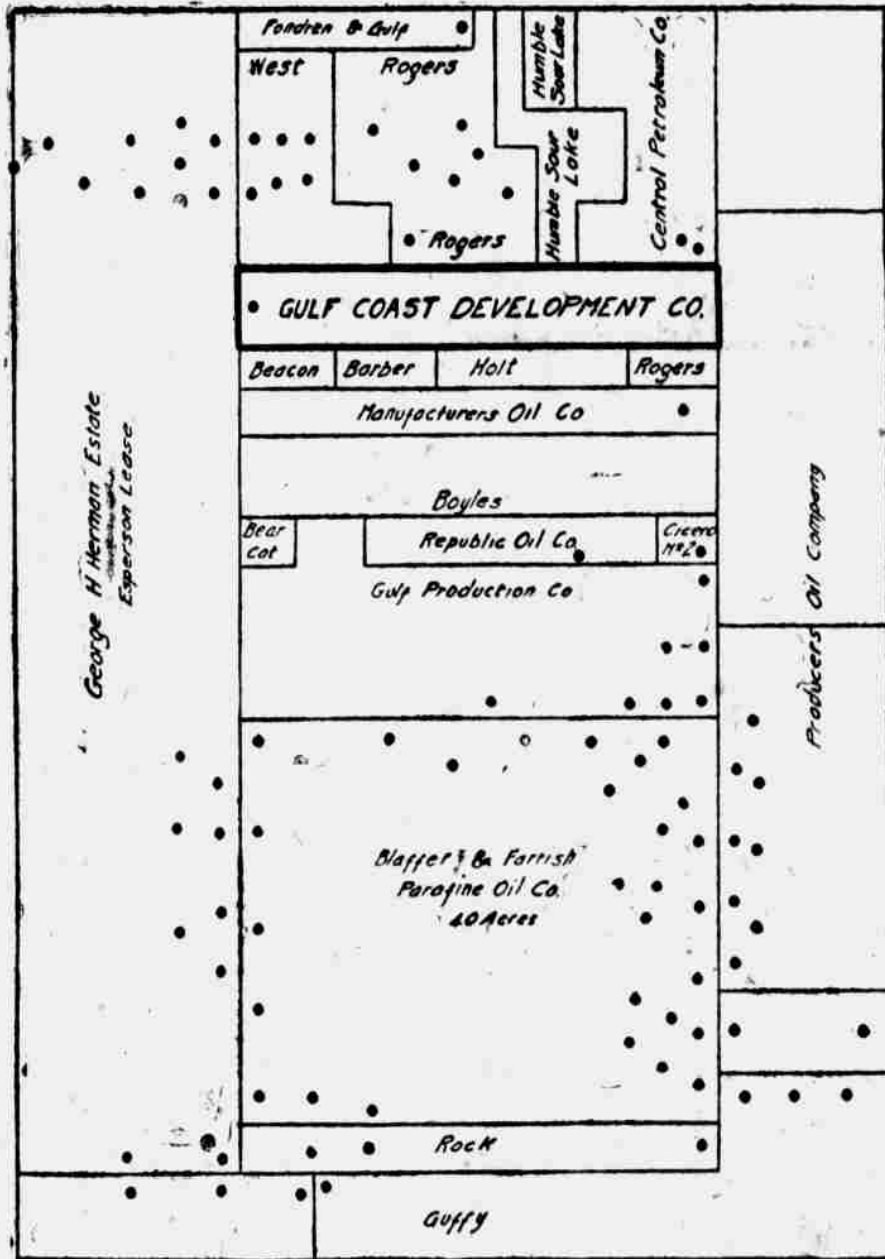 Fondren & Gulf
West
Rogers
Humble
Sour Lake
Humble Sour
Lake
Central Petroleum Co.
Rogers
GULF COAST DEVELOPMENT CO.
Beacon
Barber
Holt
Rogers
Manufacturers Oil Co
Boyles
Bear
Cat
Republic Oil Co
Cicero
No 2
Gulf Production Co
George H Herman Estate
Esperson Lease
Producers Oil Company
Blaffer & Farrish
Parafine Oil Co.
40 Acres
Rock
Guffy